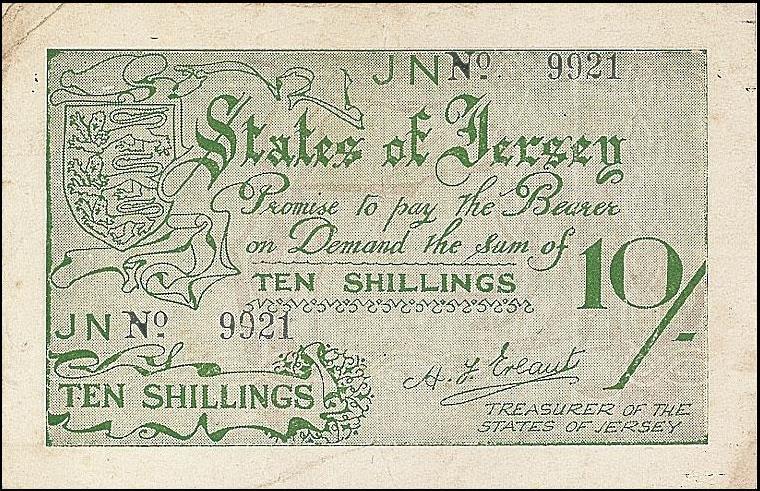 JN No 9921
States of Jersey
Promise to pay the Bearer
on Demand the sum of
TEN SHILLINGS
10/-
JN No 9921
TEN SHILLINGS
H. F. Ereaut
TREASURER OF THE
STATES OF JERSEY